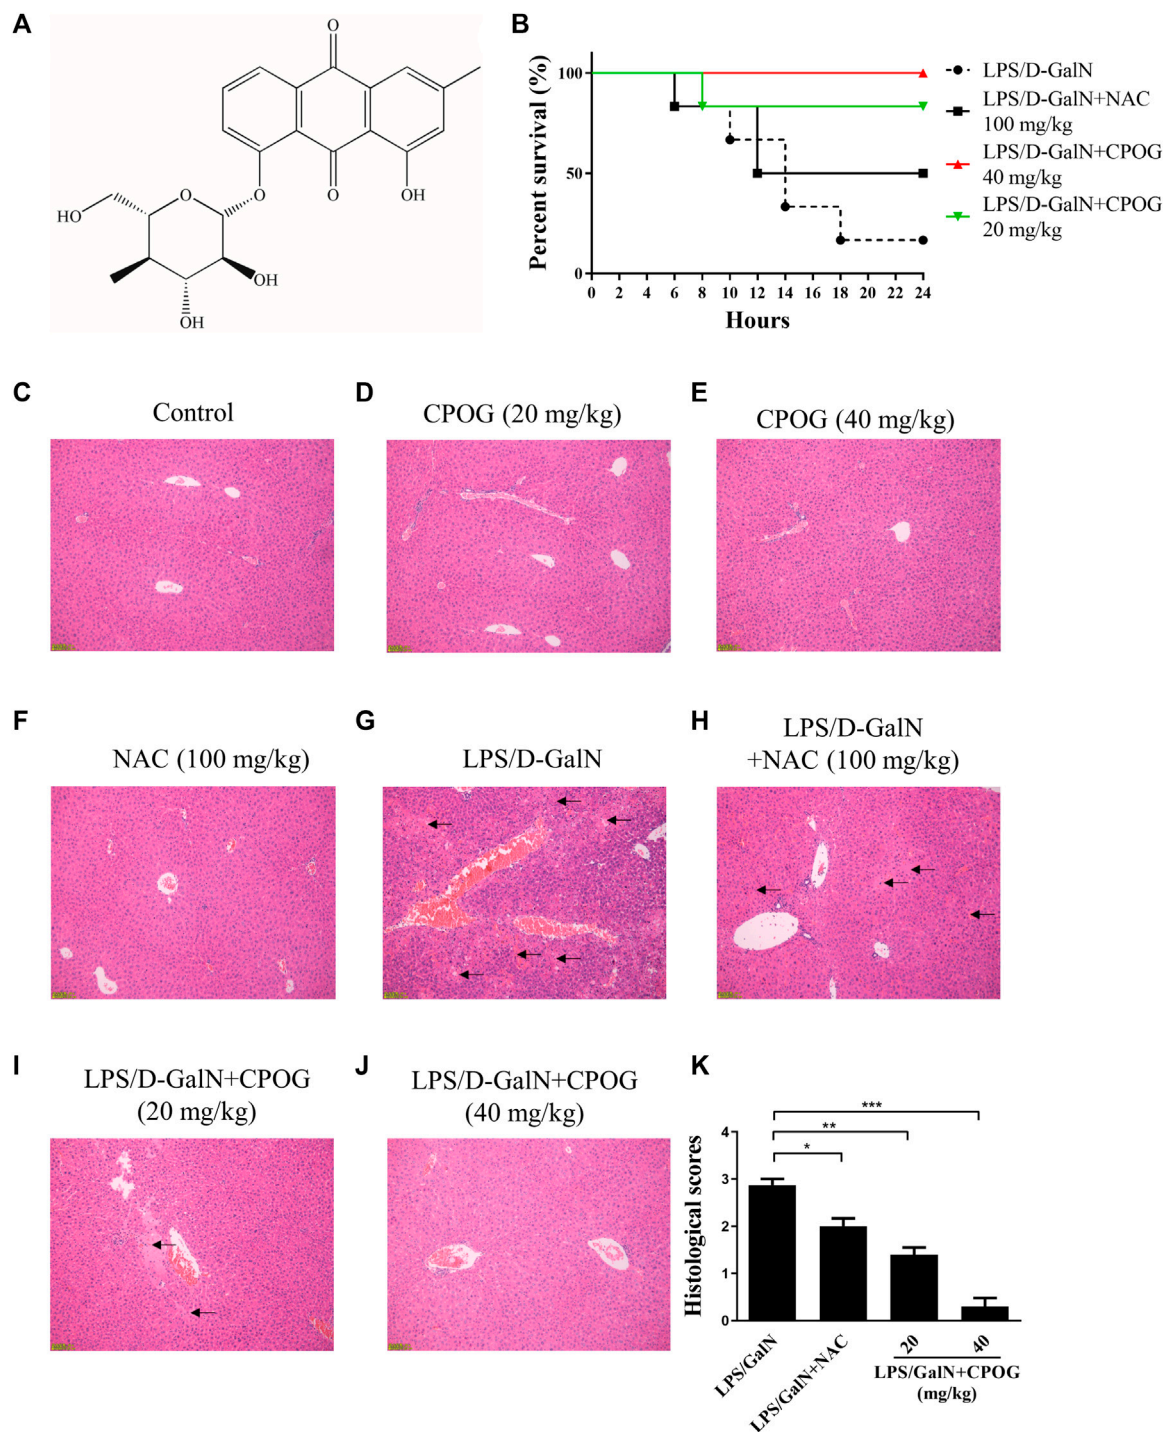 A
O
O
O
OH
O
HO
OH
OH
B
Percent survival (%)
100
50
0
0 2 4 6 8 10 12 14 16 18 20 22 24
Hours
LPS/D-GalN
LPS/D-GalN+NAC
100 mg/kg
LPS/D-GalN+CPOG
40 mg/kg
LPS/D-GalN+CPOG
20 mg/kg
C
Control
D
CPOG (20 mg/kg)
E
CPOG (40 mg/kg)
F
NAC (100 mg/kg)
G
LPS/D-GalN
H
LPS/D-GalN
+NAC (100 mg/kg)
I
LPS/D-GalN+CPOG
(20 mg/kg)
J
LPS/D-GalN+CPOG
(40 mg/kg)
K
Histological scores
4
3
2
1
0
***
**
*
LPS/GalN
LPS/GalN+NAC
20
40
LPS/GalN+CPOG
(mg/kg)